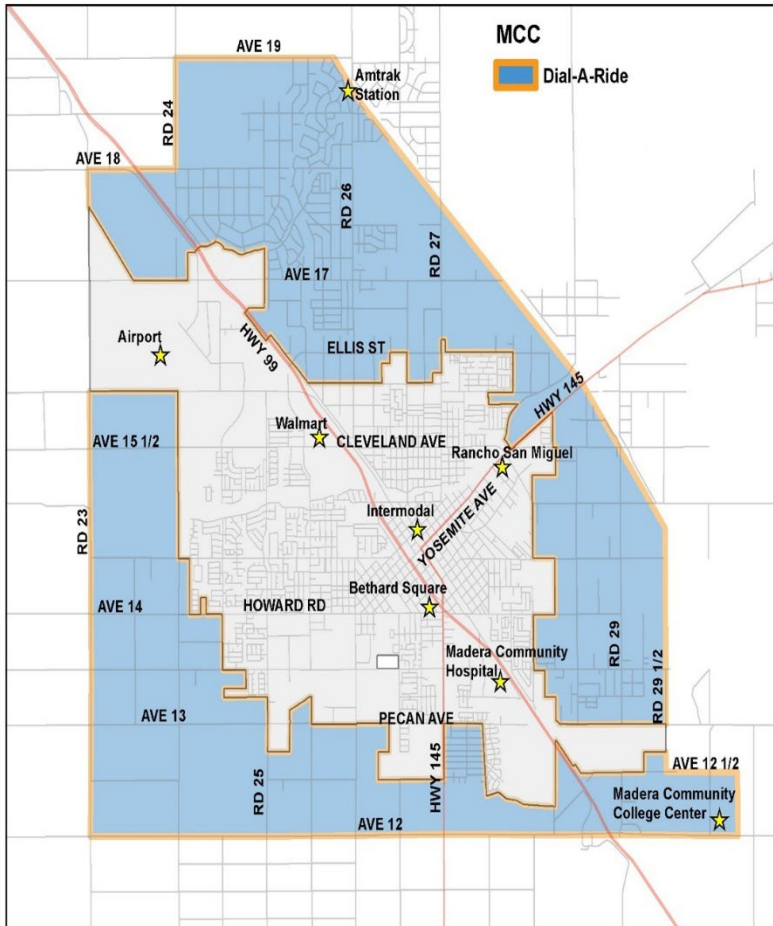 AVE 19
MCC
Dial-A-Ride
Amtrak
Station
RD 24
AVE 18
RD 26
RD 27
AVE 17
Airport
HWY 99
ELLIS ST
HWY 145
Walmart
AVE 15 1/2
CLEVELAND AVE
Rancho San Miguel
RD 23
Intermodal
YOSEMITE AVE
Bethard Square
AVE 14
HOWARD RD
RD 29
Madera Community
Hospital
RD 29 1/2
AVE 13
PECAN AVE
RD 25
HWY 145
AVE 12 1/2
Madera Community
College Center
AVE 12